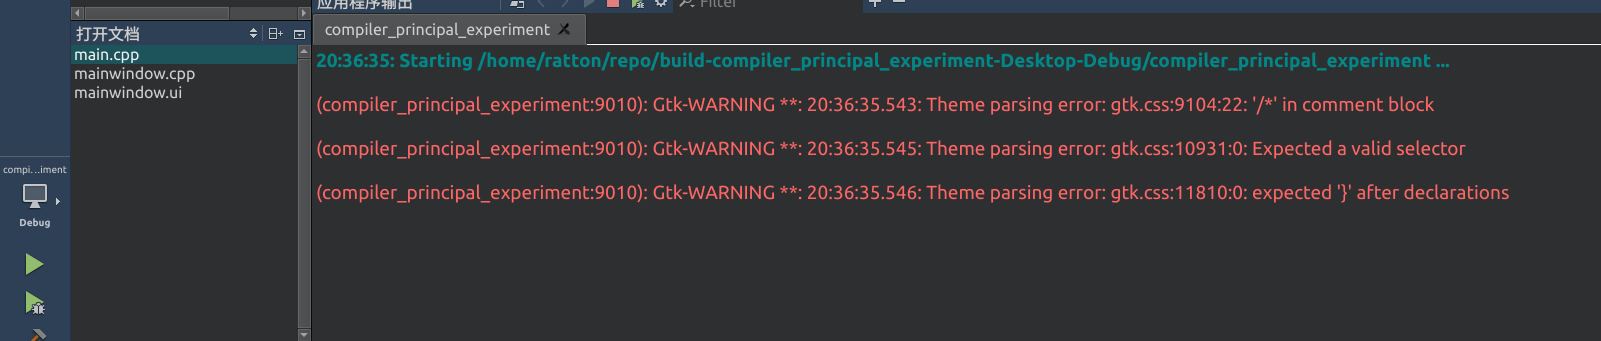 应用程序输出
Filter
打开文档
compiler_principal_experiment
main.cpp
mainwindow.cpp
mainwindow.ui
20:36:35: Starting /home/ratton/repo/build-compiler_principal_experiment-Desktop-Debug/compiler_principal_experiment ...
(compiler_principal_experiment:9010): Gtk-WARNING **: 20:36:35.543: Theme parsing error: gtk.css:9104:22: '/*' in comment block
(compiler_principal_experiment:9010): Gtk-WARNING **: 20:36:35.545: Theme parsing error: gtk.css:10931:0: Expected a valid selector
(compiler_principal_experiment:9010): Gtk-WARNING **: 20:36:35.546: Theme parsing error: gtk.css:11810:0: expected '}' after declarations
compi...iment
Debug